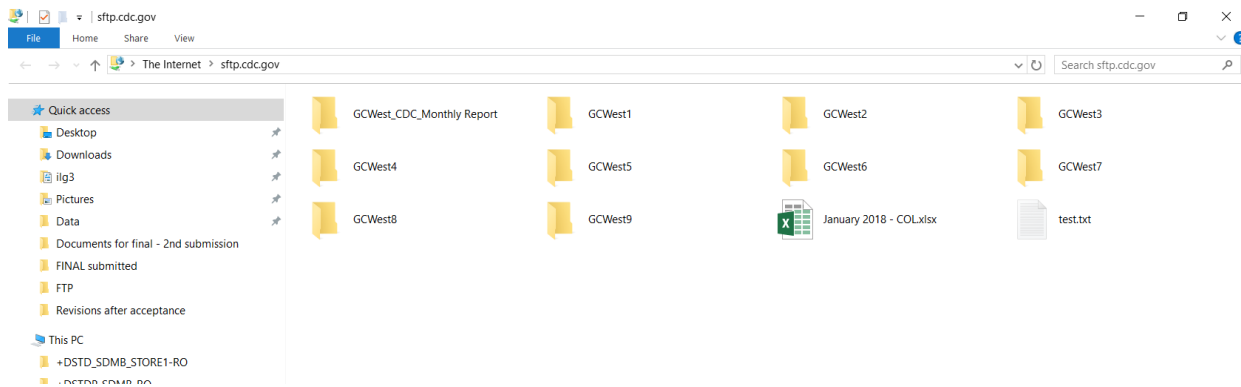 sftp.cdc.gov
File Home Share View
The Internet > sftp.cdc.gov Search sftp.cdc.gov
Quick access
Desktop
Downloads
ilg3
Pictures
Data
Documents for final - 2nd submission
FINAL submitted
FTP
Revisions after acceptance
This PC
+DSTD_SDMB_STORE1-RO
GCWest_CDC_Monthly Report GCWest1 GCWest2 GCWest3
GCWest4 GCWest5 GCWest6 GCWest7
GCWest8 GCWest9 January 2018 - COL.xlsx test.txt